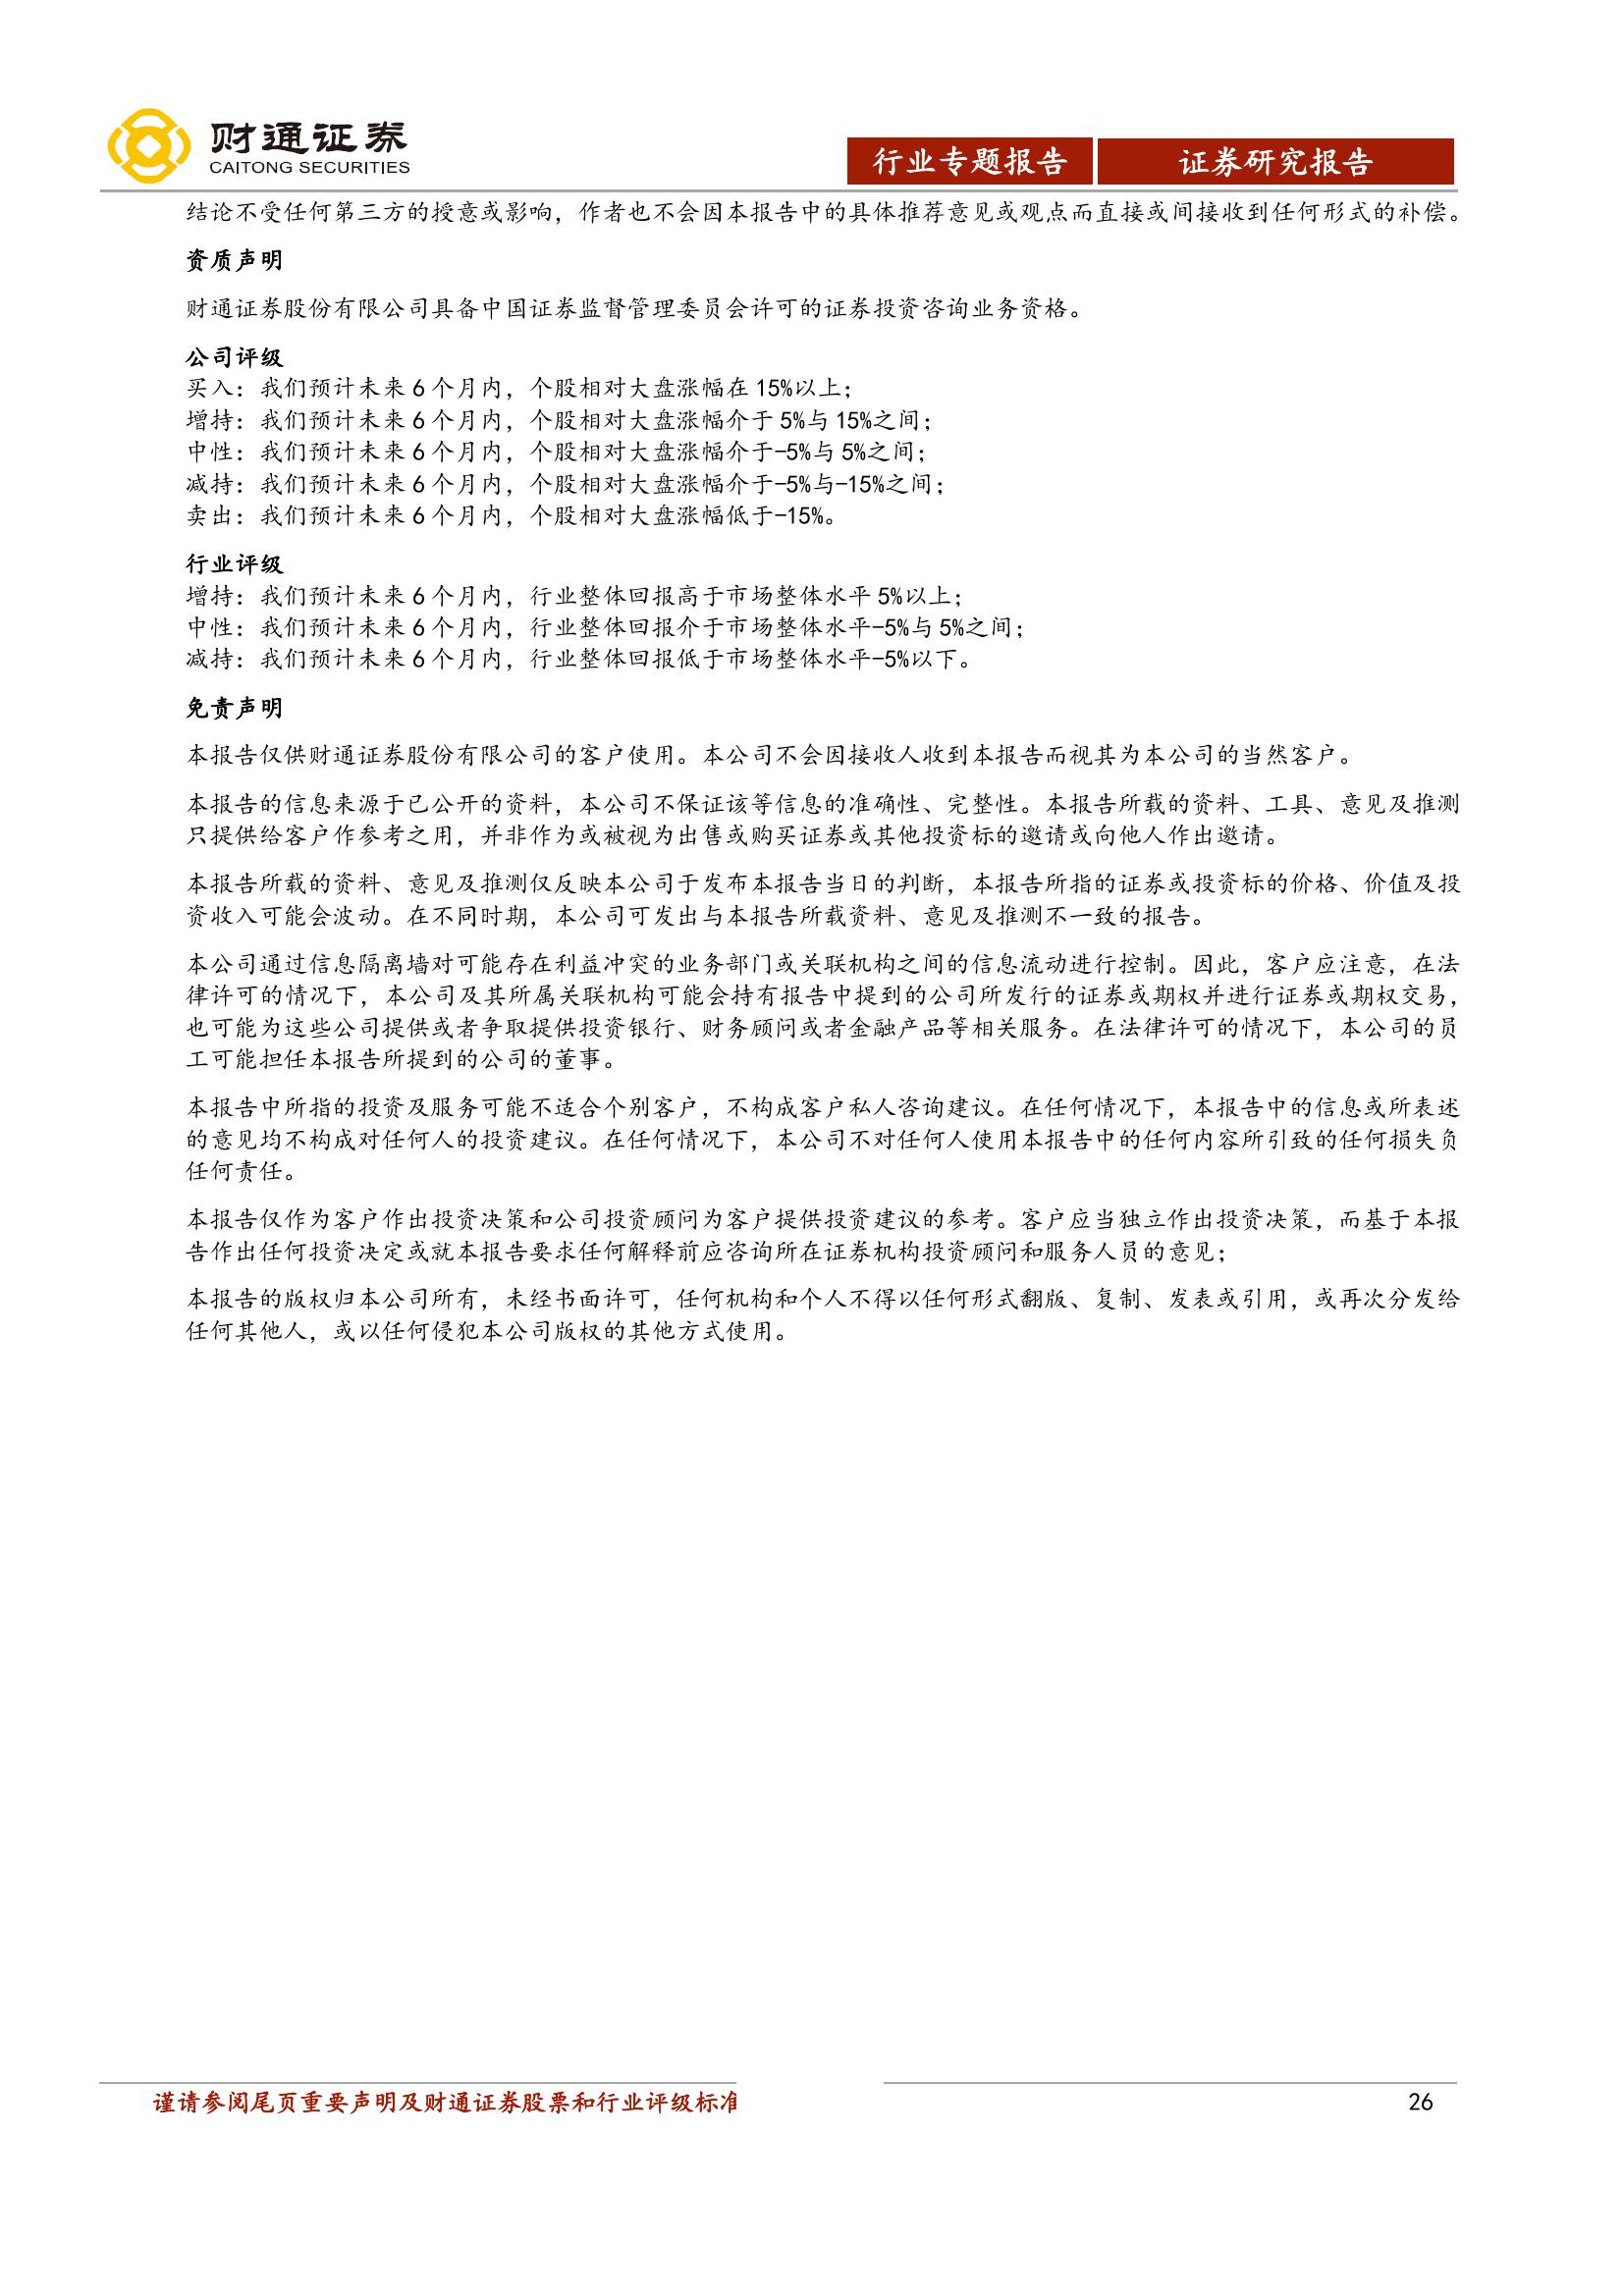 财通证券
CAITONG SECURITIES
行业专题报告
证券研究报告
结论不受任何第三方的授意或影响，作者也不会因本报告中的具体推荐意见或观点而直接或间接收到任何形式的补偿。
资质声明
财通证券股份有限公司具备中国证券监督管理委员会许可的证券投资咨询业务资格。
公司评级
买入：我们预计未来 6 个月内，个股相对大盘涨幅在 15%以上；
增持：我们预计未来 6 个月内，个股相对大盘涨幅介于 5%与 15%之间；
中性：我们预计未来 6 个月内，个股相对大盘涨幅介于-5%与 5%之间；
减持：我们预计未来 6 个月内，个股相对大盘涨幅介于-5%与-15%之间；
卖出：我们预计未来 6 个月内，个股相对大盘涨幅低于-15%。
行业评级
增持：我们预计未来 6 个月内，行业整体回报高于市场整体水平 5%以上；
中性：我们预计未来 6 个月内，行业整体回报介于市场整体水平-5%与 5%之间；
减持：我们预计未来 6 个月内，行业整体回报低于市场整体水平-5%以下。
免责声明
本报告仅供财通证券股份有限公司的客户使用。本公司不会因接收人收到本报告而视其为本公司的当然客户。
本报告的信息来源于已公开的资料，本公司不保证该等信息的准确性、完整性。本报告所载的资料、工具、意见及推测
只提供给客户作参考之用，并非作为或被视为出售或购买证券或其他投资标的邀请或向他人作出邀请。
本报告所载的资料、意见及推测仅反映本公司于发布本报告当日的判断，本报告所指的证券或投资标的价格、价值及投
资收入可能会波动。在不同时期，本公司可发出与本报告所载资料、意见及推测不一致的报告。
本公司通过信息隔离墙对可能存在利益冲突的业务部门或关联机构之间的信息流动进行控制。因此，客户应注意，在法
律许可的情况下，本公司及其所属关联机构可能会持有报告中提到的公司所发行的证券或期权并进行证券或期权交易，
也可能为这些公司提供或者争取提供投资银行、财务顾问或者金融产品等相关服务。在法律许可的情况下，本公司的员
工可能担任本报告所提到的公司的董事。
本报告中所指的投资及服务可能不适合个别客户，不构成客户私人咨询建议。在任何情况下，本报告中的信息或所表述
的意见均不构成对任何人的投资建议。在任何情况下，本公司不对任何人使用本报告中的任何内容所引致的任何损失负
任何责任。
本报告仅作为客户作出投资决策和公司投资顾问为客户提供投资建议的参考。客户应当独立作出投资决策，而基于本报
告作出任何投资决定或就本报告要求任何解释前应咨询所在证券机构投资顾问和服务人员的意见；
本报告的版权归本公司所有，未经书面许可，任何机构和个人不得以任何形式翻版、复制、发表或引用，或再次分发给
任何其他人，或以任何侵犯本公司版权的其他方式使用。
谨请参阅尾页重要声明及财通证券股票和行业评级标准
26